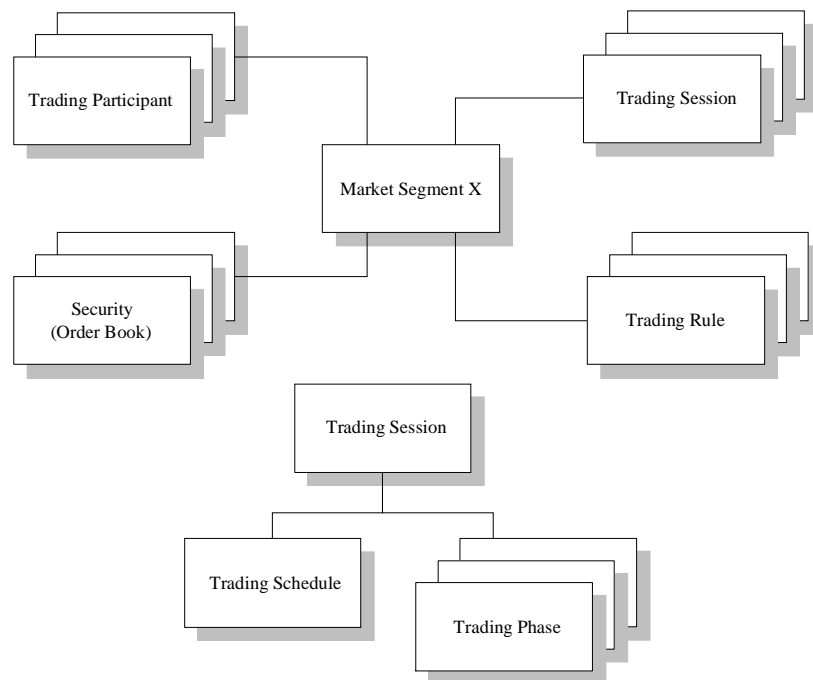 Trading Participant
Trading Session
Market Segment X
Security
(Order Book)
Trading Rule
Trading Session
Trading Schedule
Trading Phase